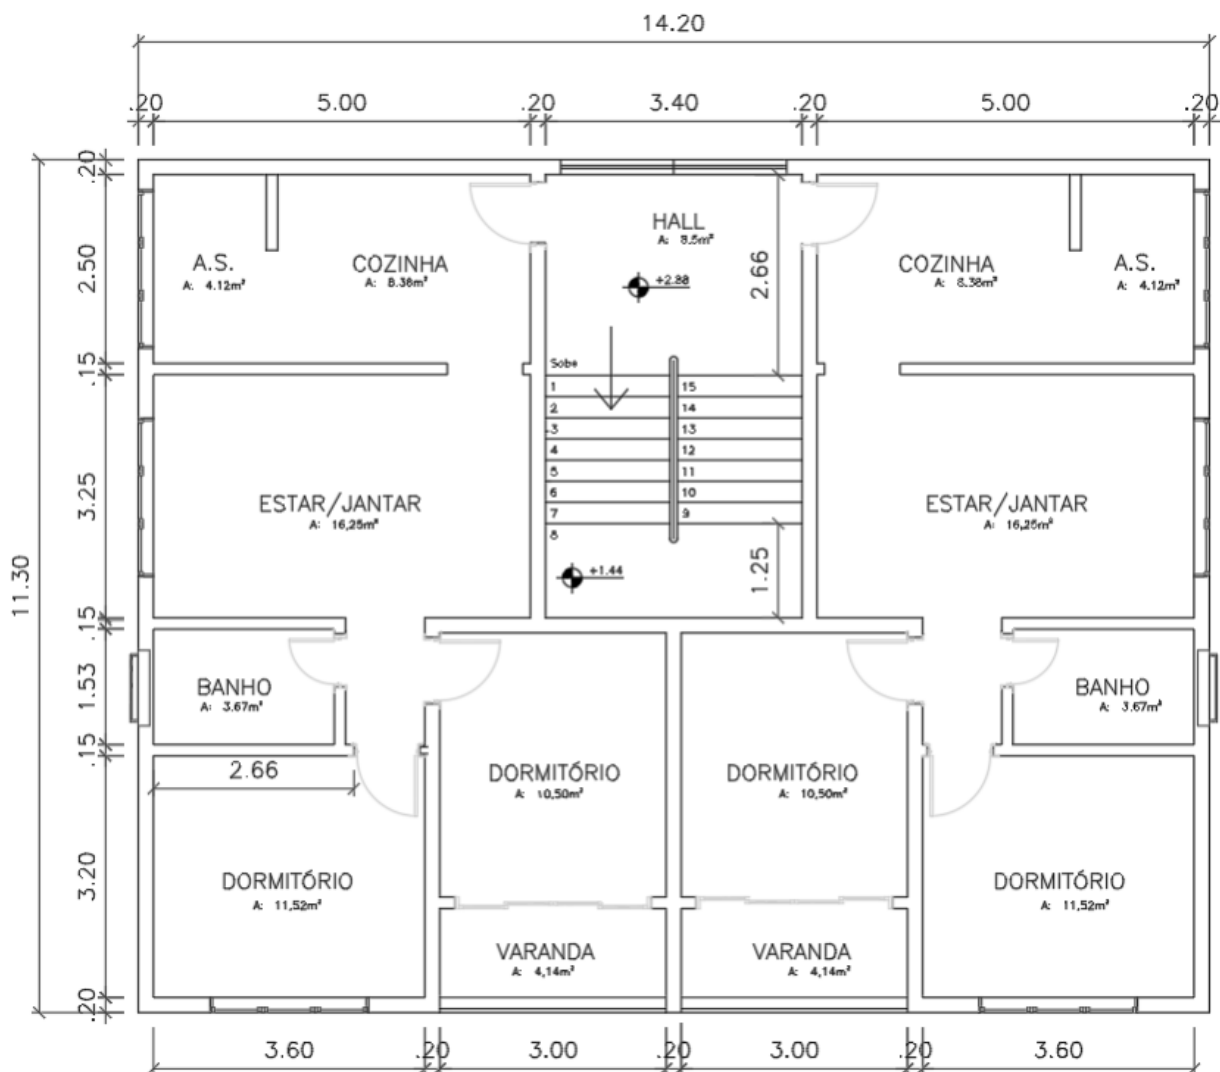 14.20
.20 5.00 .20 3.40 .20 5.00 .20
.20
2.50
.15
3.25
.15
1.53
.15
3.20
.20
11.30
A.S.
A: 4.12m²
COZINHA
A: 8.38m²
HALL
A: 8.5m²
+2.88
2.66
COZINHA
A: 8.38m²
A.S.
A: 4.12m²
Sobe
1
2
3
4
5
6
7
8
15
14
13
12
11
10
9
+1.44
1.25
ESTAR/JANTAR
A: 16,25m²
ESTAR/JANTAR
A: 16,25m²
BANHO
A: 3.67m²
BANHO
A: 3.67m²
2.66
DORMITÓRIO
A: 10,50m²
DORMITÓRIO
A: 10,50m²
DORMITÓRIO
A: 11,52m²
DORMITÓRIO
A: 11,52m²
VARANDA
A: 4,14m²
VARANDA
A: 4,14m²
3.60 .20 3.00 .20 3.00 .20 3.60